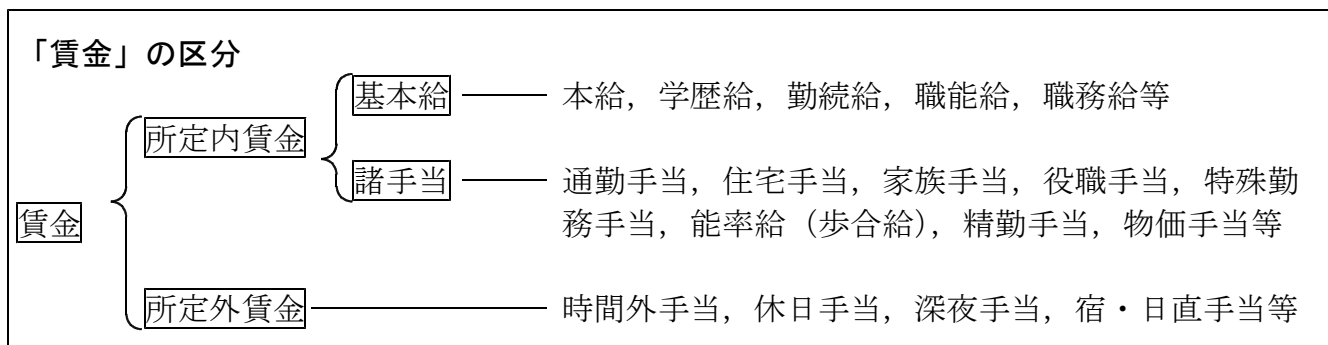 「賃金」の区分
賃金
所定内賃金
基本給
本給，学歴給，勤続給，職能給，職務給等
諸手当
通勤手当，住宅手当，家族手当，役職手当，特殊勤
務手当，能率給（歩合給），精勤手当，物価手当等
所定外賃金
時間外手当，休日手当，深夜手当，宿・日直手当等